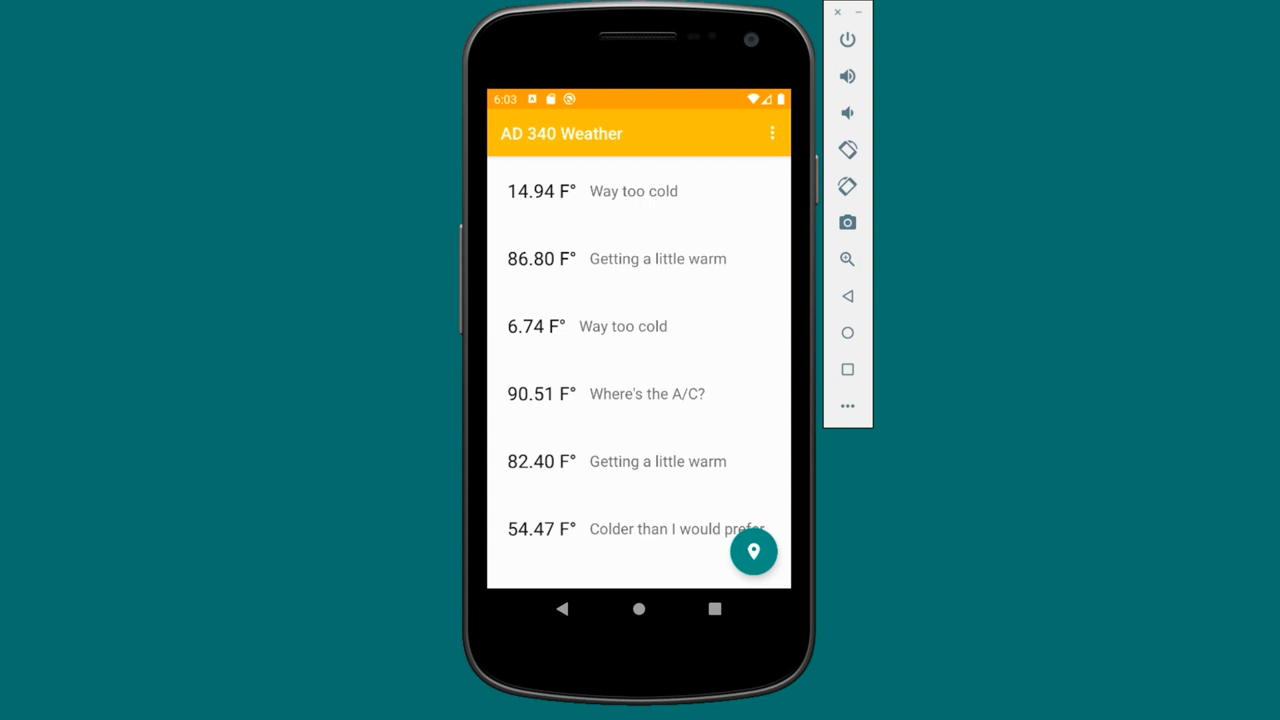 6:03
AD 340 Weather
14.94 F° Way too cold
86.80 F° Getting a little warm
6.74 F° Way too cold
90.51 F° Where's the A/C?
82.40 F° Getting a little warm
54.47 F° Colder than I would prefer